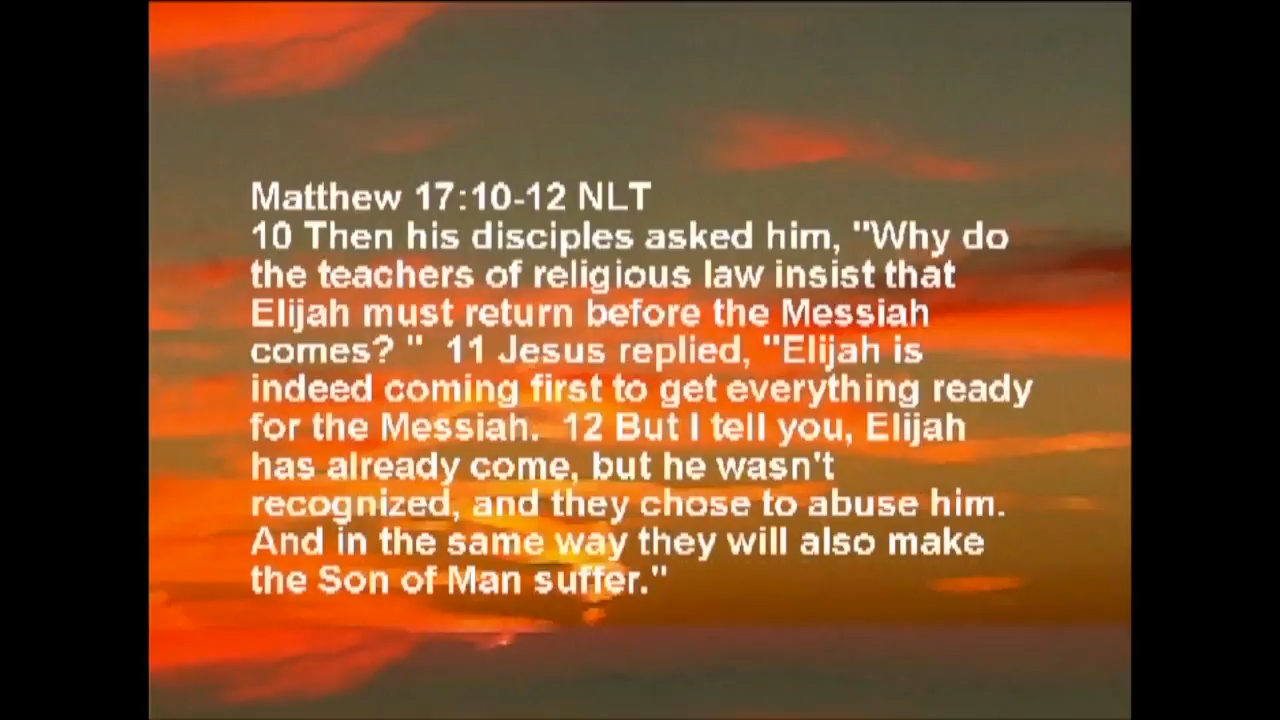 Matthew 17:10-12 NLT
10 Then his disciples asked him, "Why do
the teachers of religious law insist that
Elijah must return before the Messiah
comes? "  11 Jesus replied, "Elijah is
indeed coming first to get everything ready
for the Messiah.  12 But I tell you, Elijah
has already come, but he wasn't
recognized, and they chose to abuse him.
And in the same way they will also make
the Son of Man suffer."